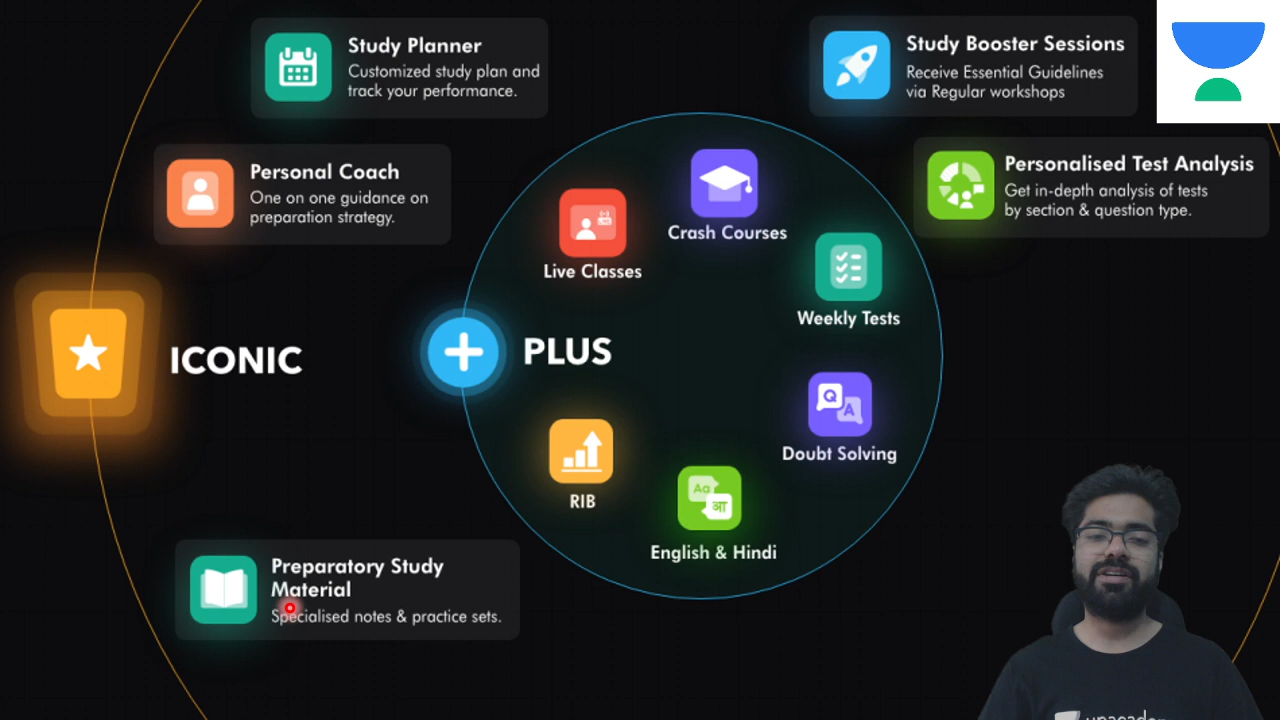 Study Planner
Customized study plan and
track your performance.
Study Booster Sessions
Receive Essential Guidelines
via Regular workshops
Personal Coach
One on one guidance on
preparation strategy.
Personalised Test Analysis
Get in-depth analysis of tests
by section & question type.
Crash Courses
Live Classes
Weekly Tests
ICONIC
PLUS
Q
A
Doubt Solving
RIB
Aa
अा
English & Hindi
Preparatory Study
Material
Specialised notes & practice sets.